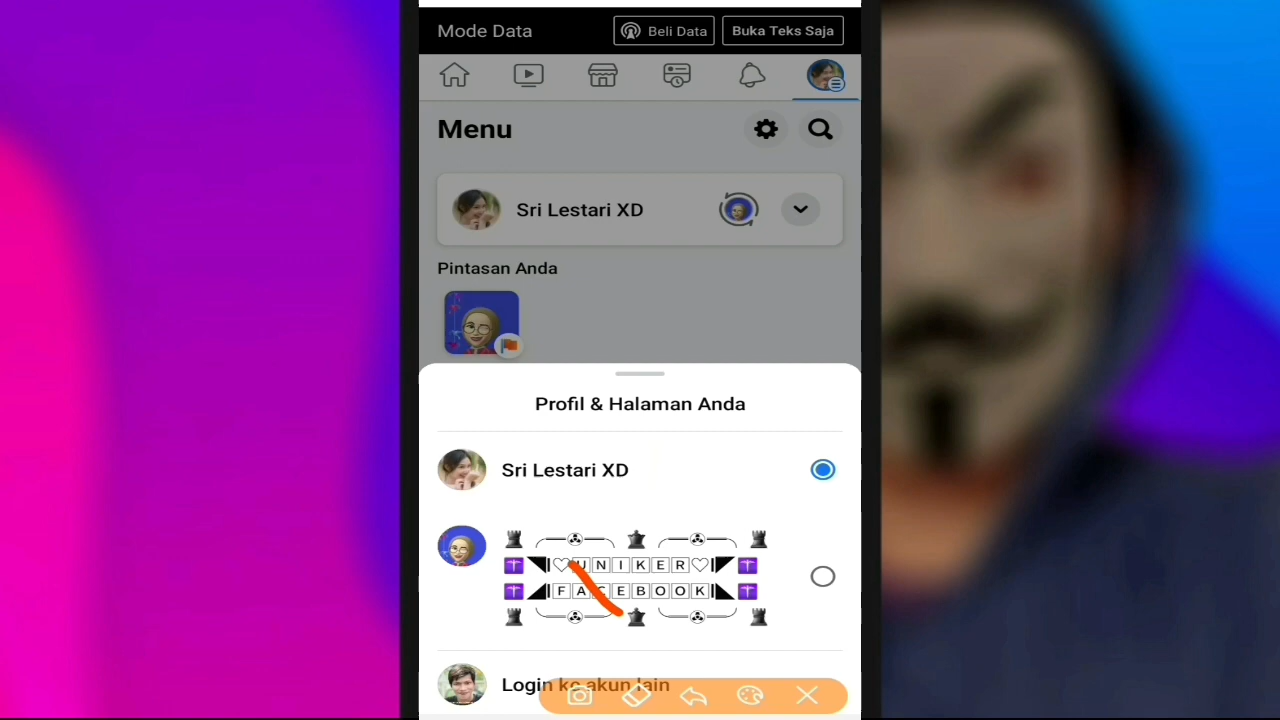 Mode Data
Beli Data
Buka Teks Saja
Menu
Sri Lestari XD
Pintasan Anda
Profil & Halaman Anda
Sri Lestari XD
UNIKER
FACEBOOK
Login ke akun lain